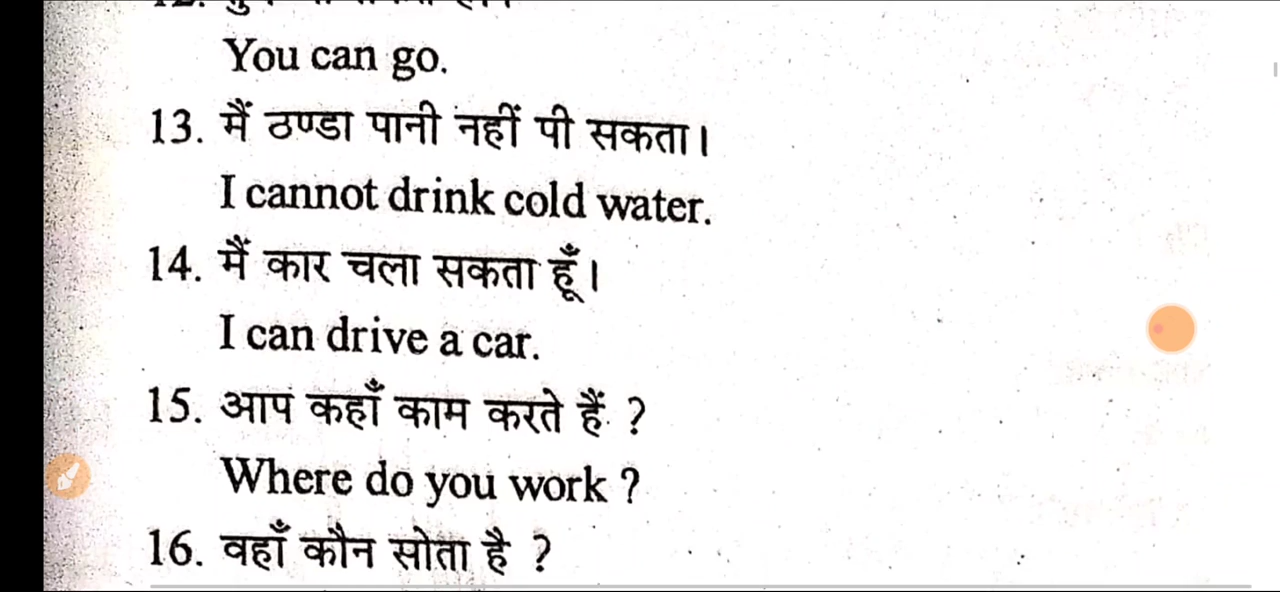 You can go.
13. मैं ठण्डा पानी नहीं पी सकता।
I cannot drink cold water.
14. मैं कार चला सकता हूँ।
I can drive a car.
15. आप कहाँ काम करते हैं ?
Where do you work ?
16. वहाँ कौन सोता है ?